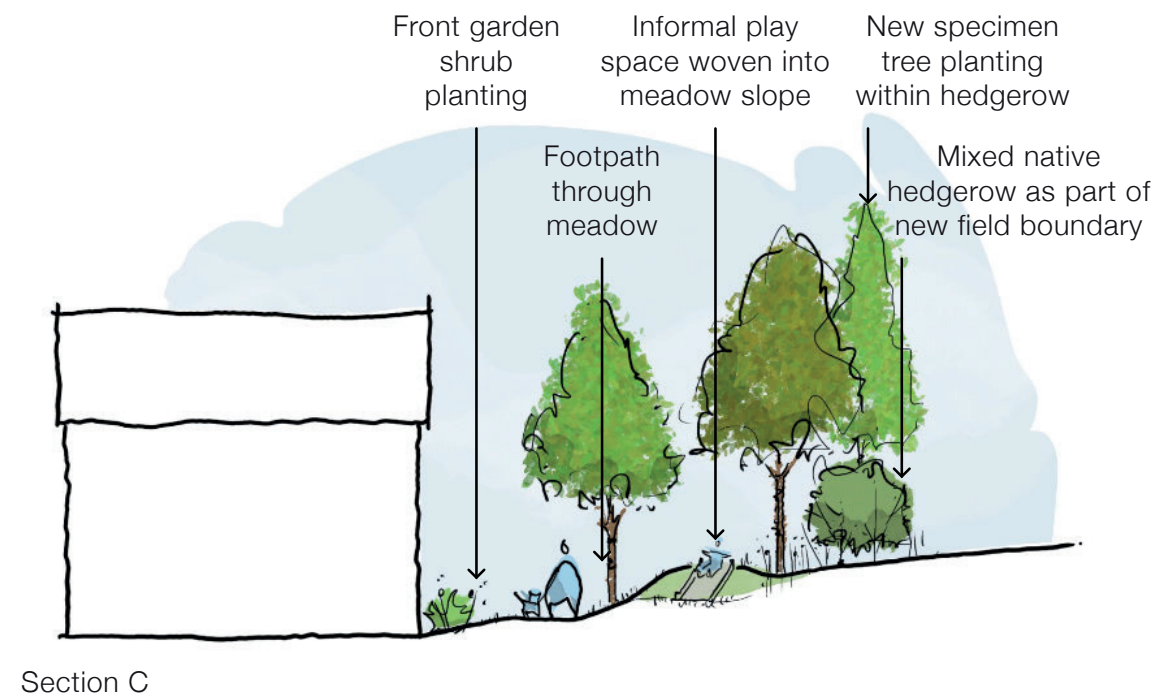 Front garden
shrub
planting
Informal play
space woven into
meadow slope
New specimen
tree planting
within hedgerow
Footpath
through
meadow
Mixed native
hedgerow as part of
new field boundary
Section C